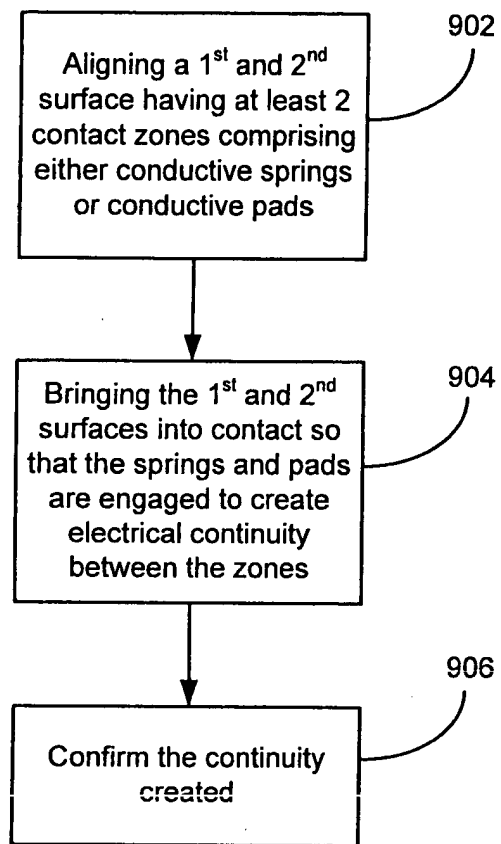 902
Aligning a 1st and 2nd
surface having at least 2
contact zones comprising
either conductive springs
or conductive pads
904
Bringing the 1st and 2nd
surfaces into contact so
that the springs and pads
are engaged to create
electrical continuity
between the zones
906
Confirm the continuity
created